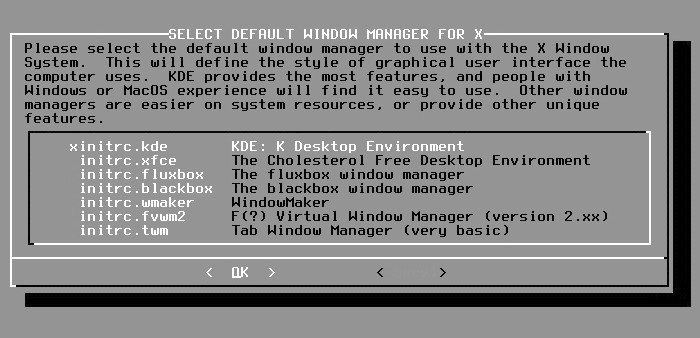 SELECT DEFAULT WINDOW MANAGER FOR X
Please select the default window manager to use with the X Window
System.  This will define the style of graphical user interface the
computer uses.  KDE provides the most features, and people with
Windows or MacOS experience will find it easy to use.  Other window
managers are easier on system resources, or provide other unique
features.
xinitrc.kde KDE: K Desktop Environment
initrc.xfce The Cholesterol Free Desktop Environment
initrc.fluxbox The fluxbox window manager
initrc.blackbox The blackbox window manager
initrc.wmaker WindowMaker
initrc.fvwm2 F(?) Virtual Window Manager (version 2.xx)
initrc.twm Tab Window Manager (very basic)
< OK > < >